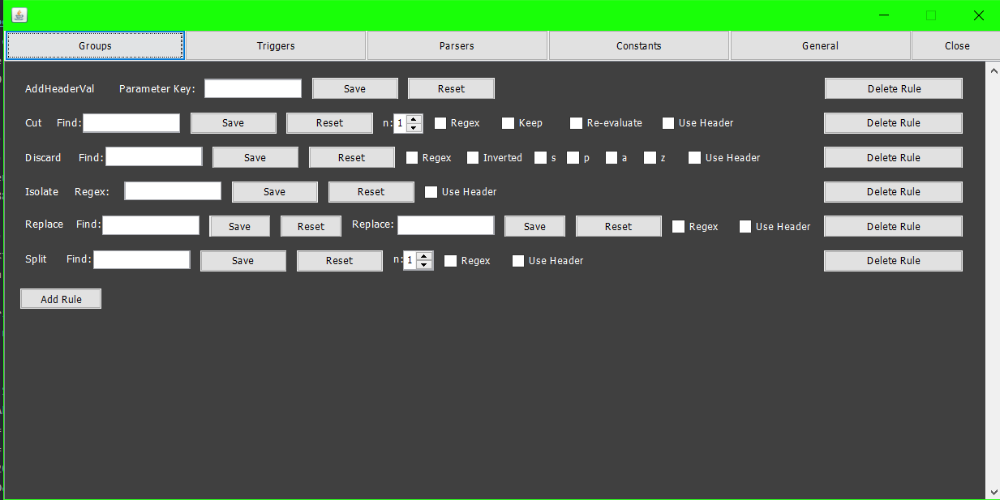 Groups Triggers Parsers Constants General Close
AddHeaderVal Parameter Key: Save Reset Delete Rule
Cut Find: Save Reset n: 1 Regex Keep Re-evaluate Use Header Delete Rule
Discard Find: Save Reset Regex Inverted s p a z Use Header Delete Rule
Isolate Regex: Save Reset Use Header Delete Rule
Replace Find: Save Reset Replace: Save Reset Regex Use Header Delete Rule
Split Find: Save Reset n: 1 Regex Use Header Delete Rule
Add Rule